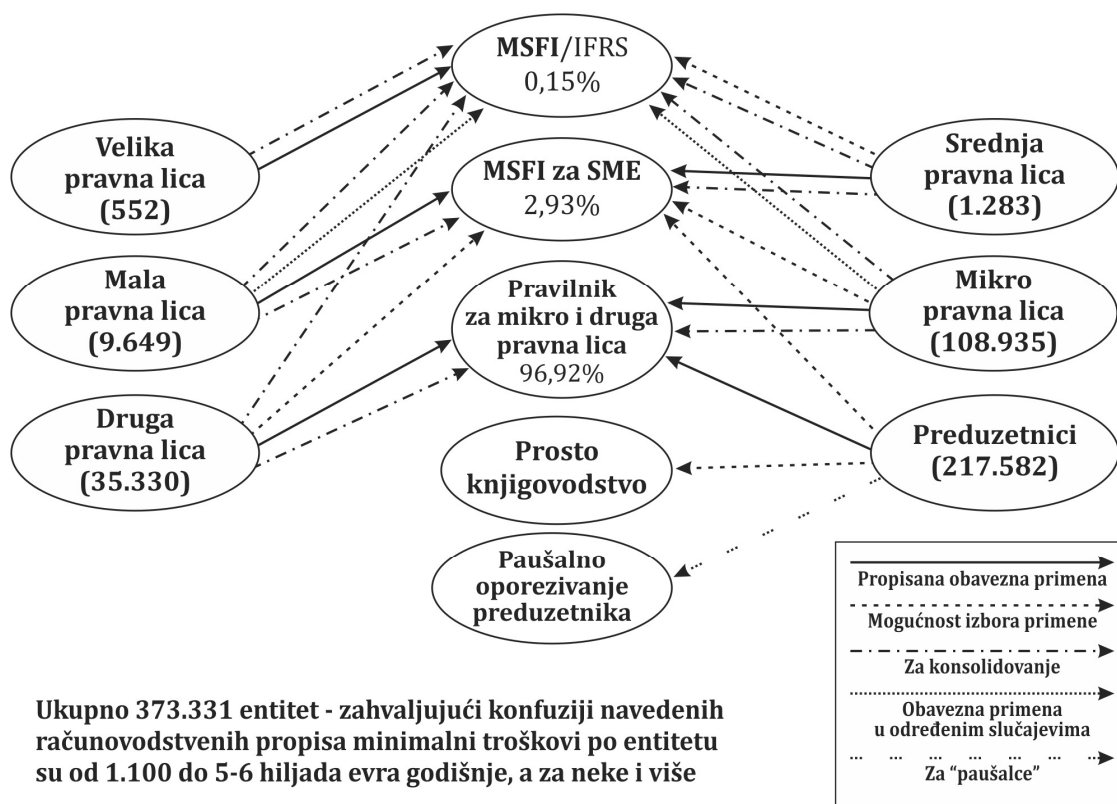 MSFI/IFRS
0,15%
Velika
pravna lica
(552)
MSFI za SME
2,93%
Srednja
pravna lica
(1.283)
Mala
pravna lica
(9.649)
Pravilnik
za mikro i druga
pravna lica
96,92%
Mikro
pravna lica
(108.935)
Druga
pravna lica
(35.330)
Prosto
knjigovodstvo
Preduzetnici
(217.582)
Paušalno
oporezivanje
preduzetnika
Propisana obavezna primena
Mogućnost izbora primene
Za konsolidovanje
Obavezna primena
u određenim slučajevima
Za "paušalce"
Ukupno 373.331 entitet - zahvaljujući konfuziji navedenih
računovodstvenih propisa minimalni troškovi po entitetu
su od 1.100 do 5-6 hiljada evra godišnje, a za neke i više